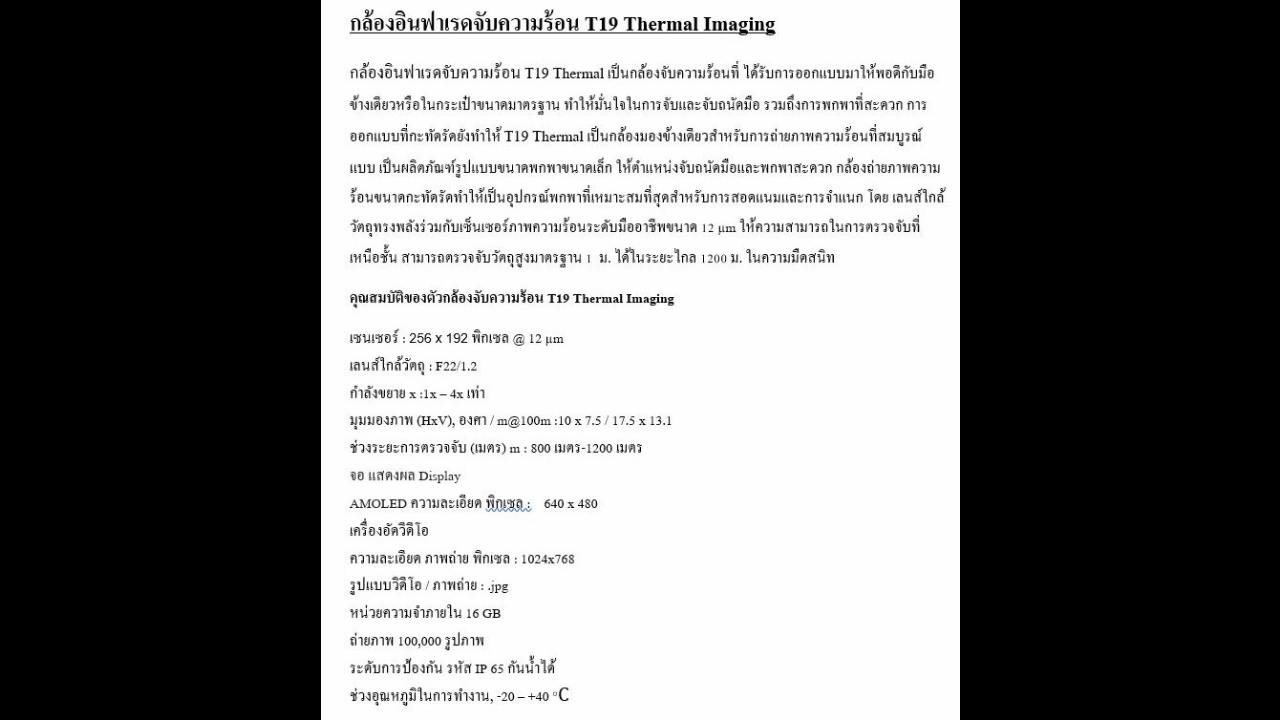 กล้องอินฟาเรดจับความร้อน T19 Thermal Imaging
กล้องอินฟาเรดจับความร้อน T19 Thermal เป็นกล้องจับความร้อนที่ ได้รับการออกแบบมาให้พอดีกับมือ
ข้างเดียวหรือในกระเป๋าขนาดมาตรฐาน ทำให้มั่นใจในการจับและจับถนัดมือ รวมถึงการพกพาที่สะดวก การ
ออกแบบที่กะทัดรัดยังทำให้ T19 Thermal เป็นกล้องมองข้างเดียวสำหรับการถ่ายภาพความร้อนที่สมบูรณ์
แบบ เป็นผลิตภัณฑ์รูปแบบขนาดพกพาขนาดเล็ก ให้ตำแหน่งจับถนัดมือและพกพาสะดวก กล้องถ่ายภาพความ
ร้อนขนาดกะทัดรัดทำให้เป็นอุปกรณ์พกพาที่เหมาะสมที่สุดสำหรับการสอดแนมและการจำแนก โดย เลนส์ใกล้
วัตถุทรงพลังร่วมกับเซ็นเซอร์ภาพความร้อนระดับมืออาชีพขนาด 12 µm ให้ความสามารถในการตรวจจับที่
เหนือชั้น สามารถตรวจจับวัตถุสูงมาตรฐาน 1 ม. ได้ในระยะไกล 1200 ม. ในความมืดสนิท
คุณสมบัติของตัวกล้องจับความร้อน T19 Thermal Imaging
เซนเซอร์ : 256 x 192 พิกเซล @ 12 µm
เลนส์ใกล้วัตถุ : F22/1.2
กำลังขยาย x :1x – 4x เท่า
มุมมองภาพ (HxV), องศา / m@100m :10 x 7.5 / 17.5 x 13.1
ช่วงระยะการตรวจจับ (เมตร) m : 800 เมตร-1200 เมตร
จอ แสดงผล Display
AMOLED ความละเอียด พิกเซล : 640 x 480
เครื่องอัดวีดีโอ
ความละเอียด ภาพถ่าย พิกเซล : 1024x768
รูปแบบวิดีโอ / ภาพถ่าย : .jpg
หน่วยความจำภายใน 16 GB
ถ่ายภาพ 100,000 รูปภาพ
ระดับการป้องกัน รหัส IP 65 กันน้ำได้
ช่วงอุณหภูมิในการทำงาน, -20 – +40 °C